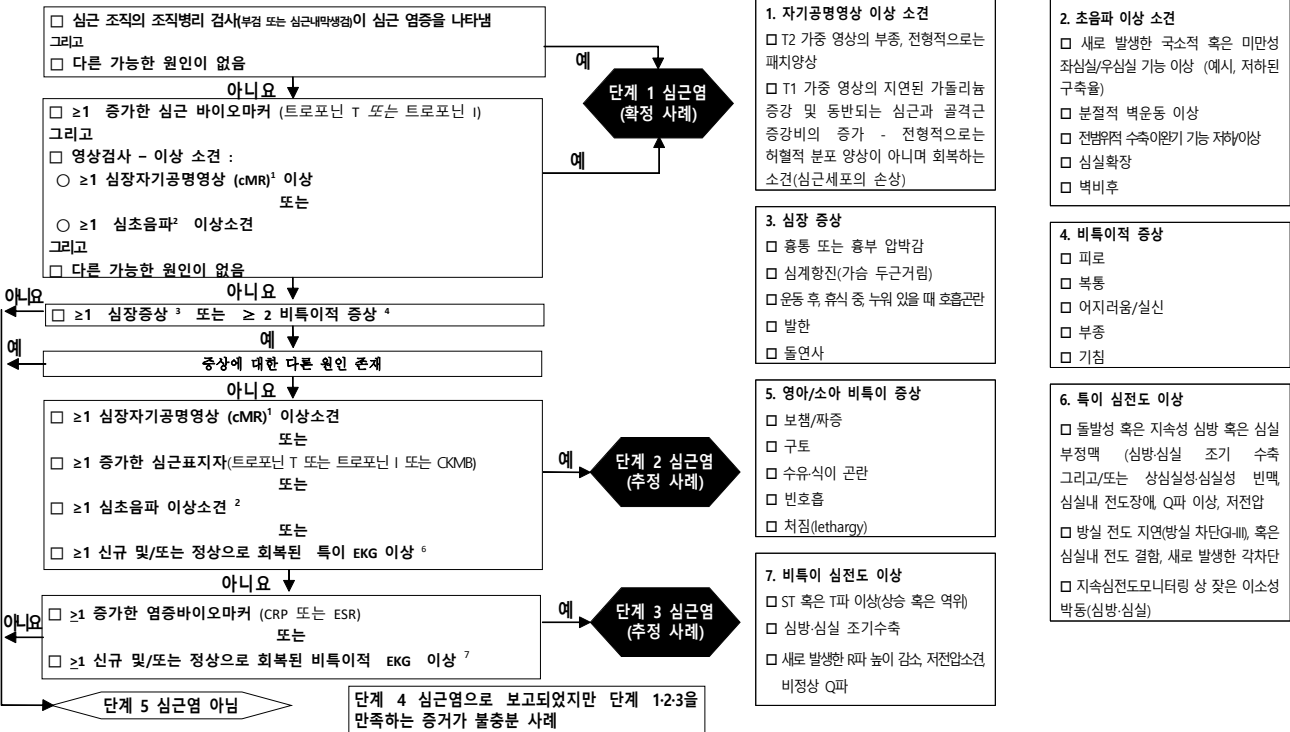 □ 심근 조직의 조직병리 검사(부검 또는 심근내막생검)이 심근 염증을 나타냄
그리고
□ 다른 가능한 원인이 없음
예
아니요
단계 1 심근염
(확정 사례)
□ ≥1 증가한 심근 바이오마커 (트로포닌 T 또는 트로포닌 I)
그리고
□ 영상검사 – 이상 소견 :
○ ≥1 심장자기공명영상 (cMR)¹ 이상
또는
○ ≥1 심초음파² 이상소견
그리고
□ 다른 가능한 원인이 없음
예
아니요
아니요
□ ≥1 심장증상 ³ 또는 ≥ 2 비특이적 증상 ⁴
예
예
증상에 대한 다른 원인 존재
아니요
□ ≥1 심장자기공명영상 (cMR)¹ 이상소견
또는
□ ≥1 증가한 심근표지자(트로포닌 T 또는 트로포닌 I 또는 CKMB)
또는
□ ≥1 심초음파 이상소견 ²
또는
□ ≥1 신규 및/또는 정상으로 회복된 특이 EKG 이상 ⁶
예
단계 2 심근염
(추정 사례)
아니요
아니요
□ ≥1 증가한 염증바이오마커 (CRP 또는 ESR)
또는
□ ≥1 신규 및/또는 정상으로 회복된 비특이적 EKG 이상 ⁷
예
단계 3 심근염
(추정 사례)
단계 5 심근염 아님
단계 4 심근염으로 보고되었지만 단계 1·2·3을
만족하는 증거가 불충분 사례
1. 자기공명영상 이상 소견
□ T2 가중 영상의 부종, 전형적으로는
패치양상
□ T1 가중 영상의 지연된 가돌리늄
증강 및 동반되는 심근과 골격근
증강비의 증가 - 전형적으로는
허혈적 분포 양상이 아니며 회복하는
소견(심근세포의 손상)
2. 초음파 이상 소견
□ 새로 발생한 국소적 혹은 미만성
좌심실/우심실 기능 이상 (예시, 저하된
구축율)
□ 분절적 벽운동 이상
□ 전범위적 수축·이완기 기능 저하/이상
□ 심실확장
□ 벽비후
3. 심장 증상
□ 흉통 또는 흉부 압박감
□ 심계항진(가슴 두근거림)
□ 운동 후, 휴식 중, 누워 있을 때 호흡곤란
□ 발한
□ 돌연사
4. 비특이적 증상
□ 피로
□ 복통
□ 어지러움/실신
□ 부종
□ 기침
5. 영아/소아 비특이 증상
□ 보챔/짜증
□ 구토
□ 수유·식이 곤란
□ 빈호흡
□ 처짐(lethargy)
6. 특이 심전도 이상
□ 돌발성 혹은 지속성 심방 혹은 심실
부정맥 (심방·심실 조기 수축
그리고/또는 상심실성·심실성 빈맥,
심실내 전도장애, Q파 이상, 저전압
□ 방실 전도 지연(방실 차단GI-III), 혹은
심실내 전도 결함, 새로 발생한 각차단
□ 지속심전도모니터링 상 잦은 이소성
박동(심방·심실)
7. 비특이 심전도 이상
□ ST 혹은 T파 이상(상승 혹은 역위)
□ 심방·심실 조기수축
□ 새로 발생한 R파 높이 감소, 저전압소견,
비정상 Q파